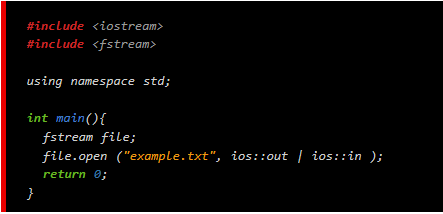 #include <iostream>
#include <fstream>
using namespace std;
int main(){
fstream file;
file.open ("example.txt", ios::out | ios::in );
return 0;
}